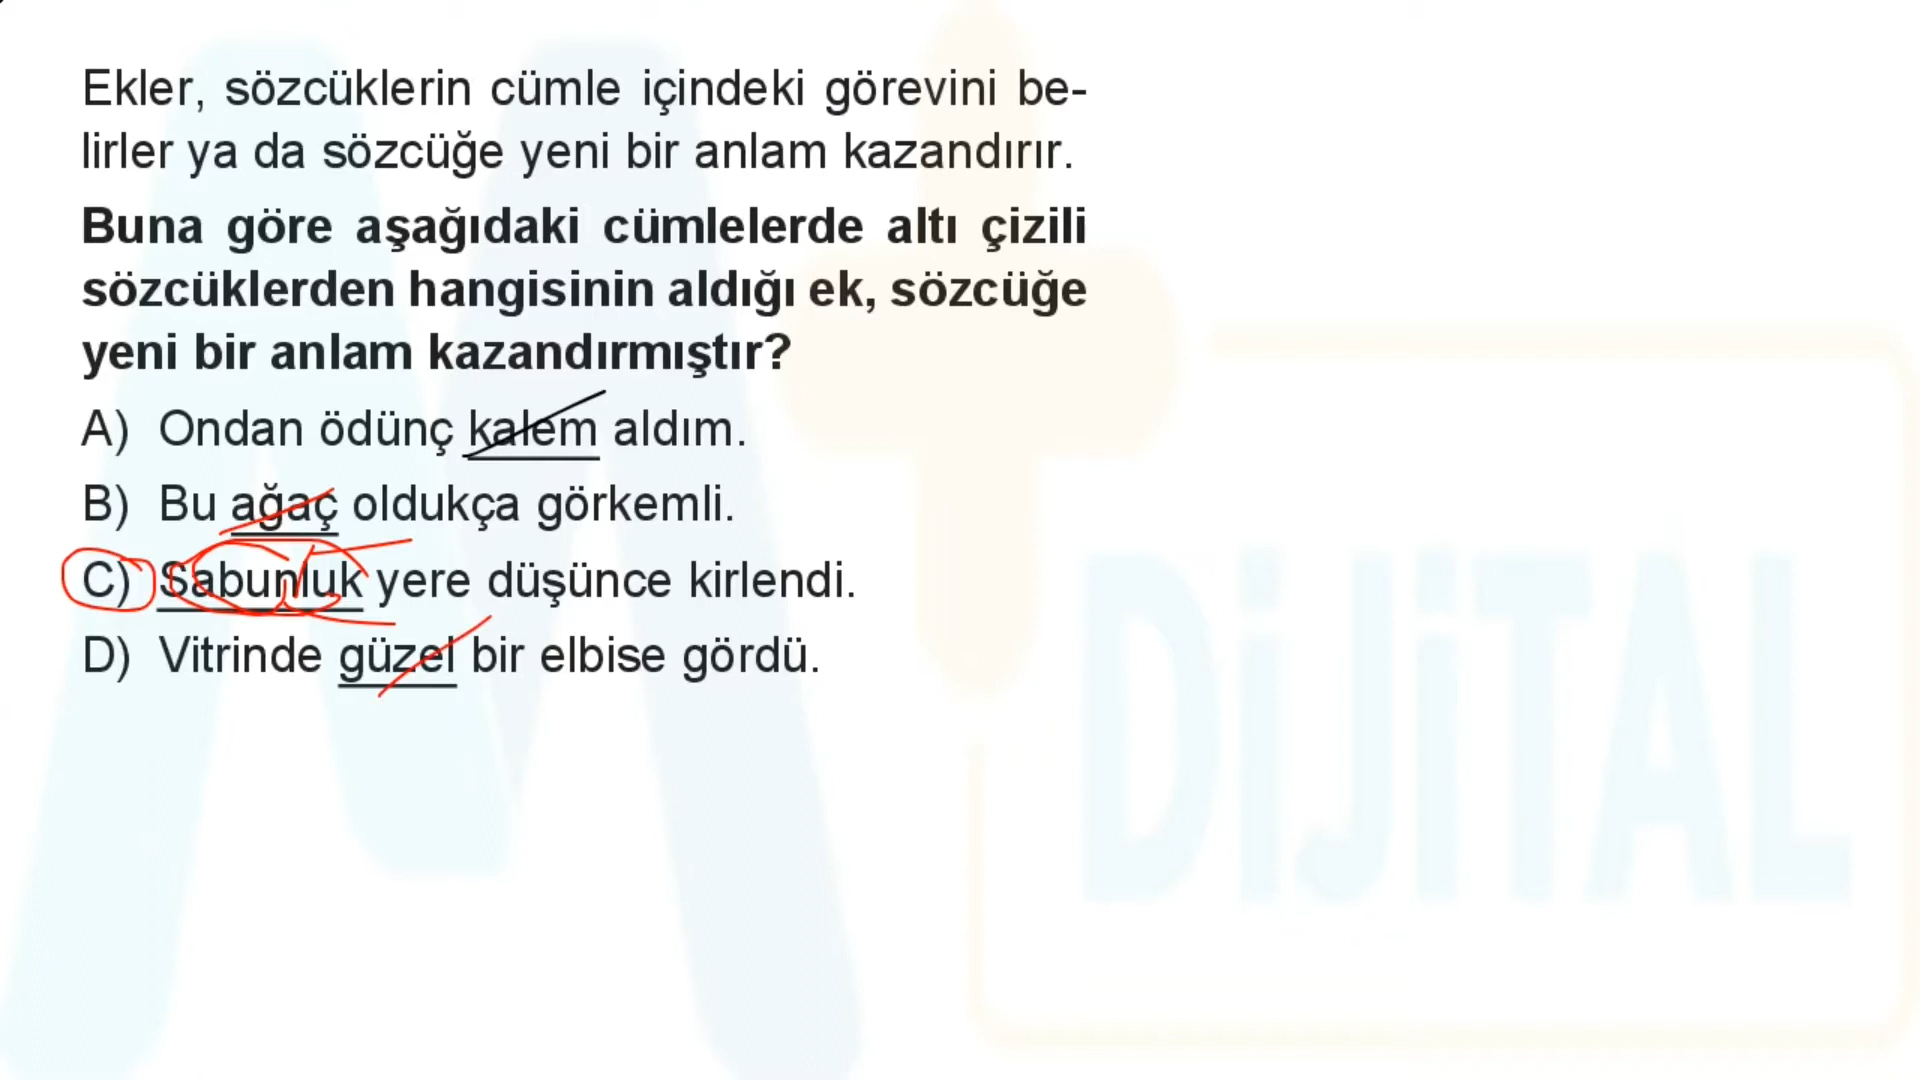 Ekler, sözcüklerin cümle içindeki görevini be-
lirler ya da sözcüğe yeni bir anlam kazandırır.
Buna göre aşağıdaki cümlelerde altı çizili
sözcüklerden hangisinin aldığı ek, sözcüğe
yeni bir anlam kazandırmıştır?
A) Ondan ödünç kalem aldım.
B) Bu ağaç oldukça görkemli.
C) Sabunluk yere düşünce kirlendi.
D) Vitrinde güzel bir elbise gördü.
DiJiTAL